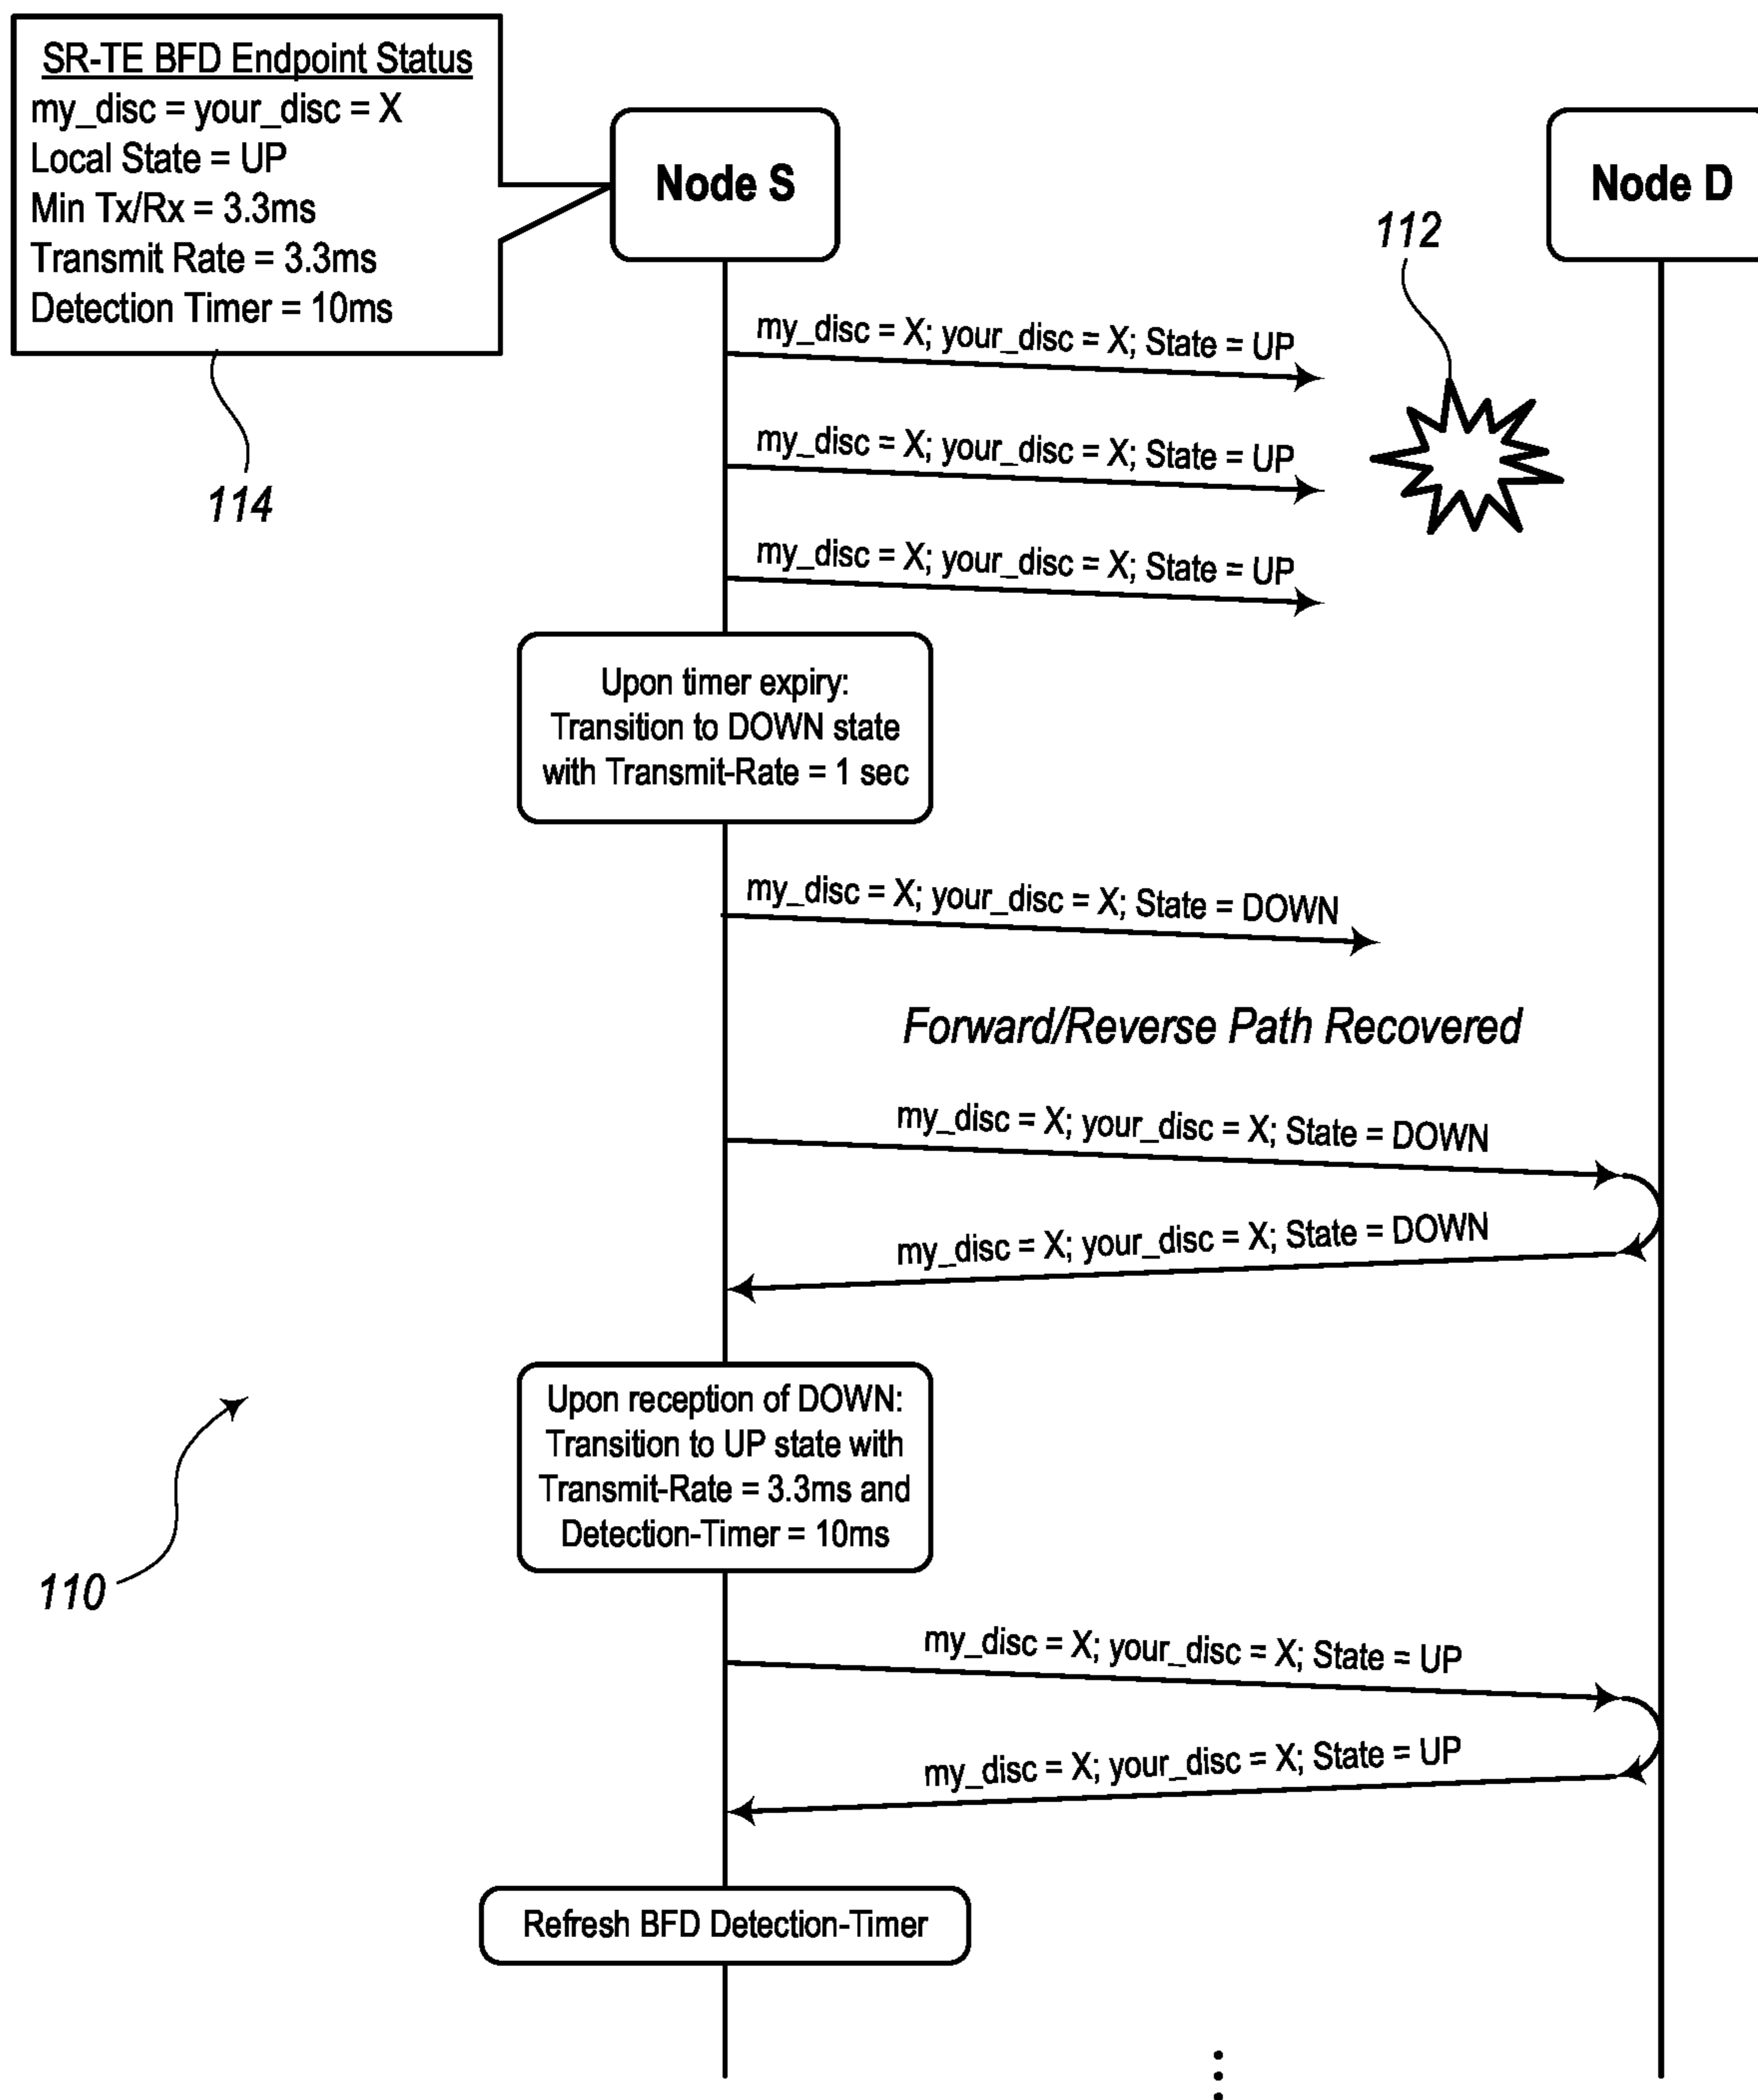 SR-TE BFD Endpoint Status
my_disc = your_disc = X
Local State = UP
Min Tx/Rx = 3.3ms
Transmit Rate = 3.3ms
Detection Timer = 10ms
114
Node S
Node D
112
my_disc = X; your_disc = X; State = UP
my_disc = X; your_disc = X; State = UP
my_disc = X; your_disc = X; State = UP
Upon timer expiry:
Transition to DOWN state
with Transmit-Rate = 1 sec
my_disc = X; your_disc = X; State = DOWN
Forward/Reverse Path Recovered
my_disc = X; your_disc = X; State = DOWN
my_disc = X; your_disc = X; State = DOWN
Upon reception of DOWN:
Transition to UP state with
Transmit-Rate = 3.3ms and
Detection-Timer = 10ms
110
my_disc = X; your_disc = X; State = UP
my_disc = X; your_disc = X; State = UP
Refresh BFD Detection-Timer